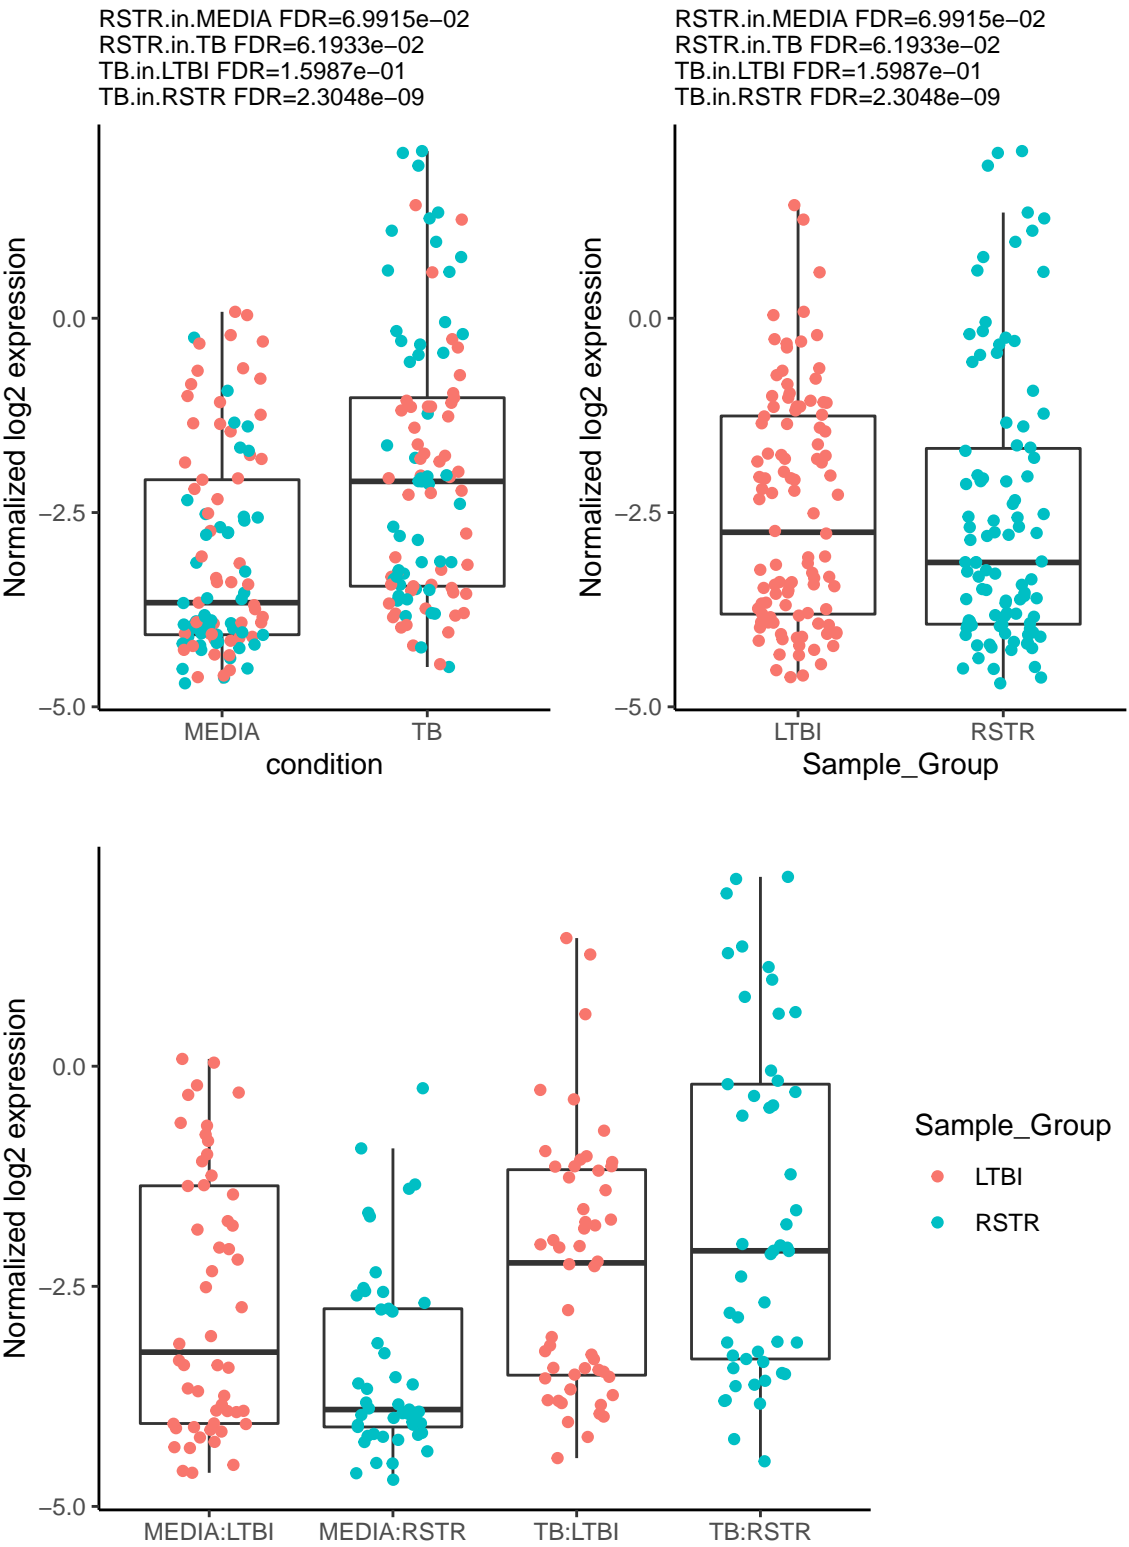 RSTR.in.MEDIA FDR=6.9915e−02
RSTR.in.TB FDR=6.1933e−02
TB.in.LTBI FDR=1.5987e−01
TB.in.RSTR FDR=2.3048e−09
Normalized log2 expression
0.0
−2.5
−5.0
MEDIA TB
condition
RSTR.in.MEDIA FDR=6.9915e−02
RSTR.in.TB FDR=6.1933e−02
TB.in.LTBI FDR=1.5987e−01
TB.in.RSTR FDR=2.3048e−09
Normalized log2 expression
0.0
−2.5
−5.0
LTBI RSTR
Sample_Group
Normalized log2 expression
0.0
−2.5
−5.0
MEDIA:LTBI MEDIA:RSTR TB:LTBI TB:RSTR
Sample_Group
LTBI
RSTR